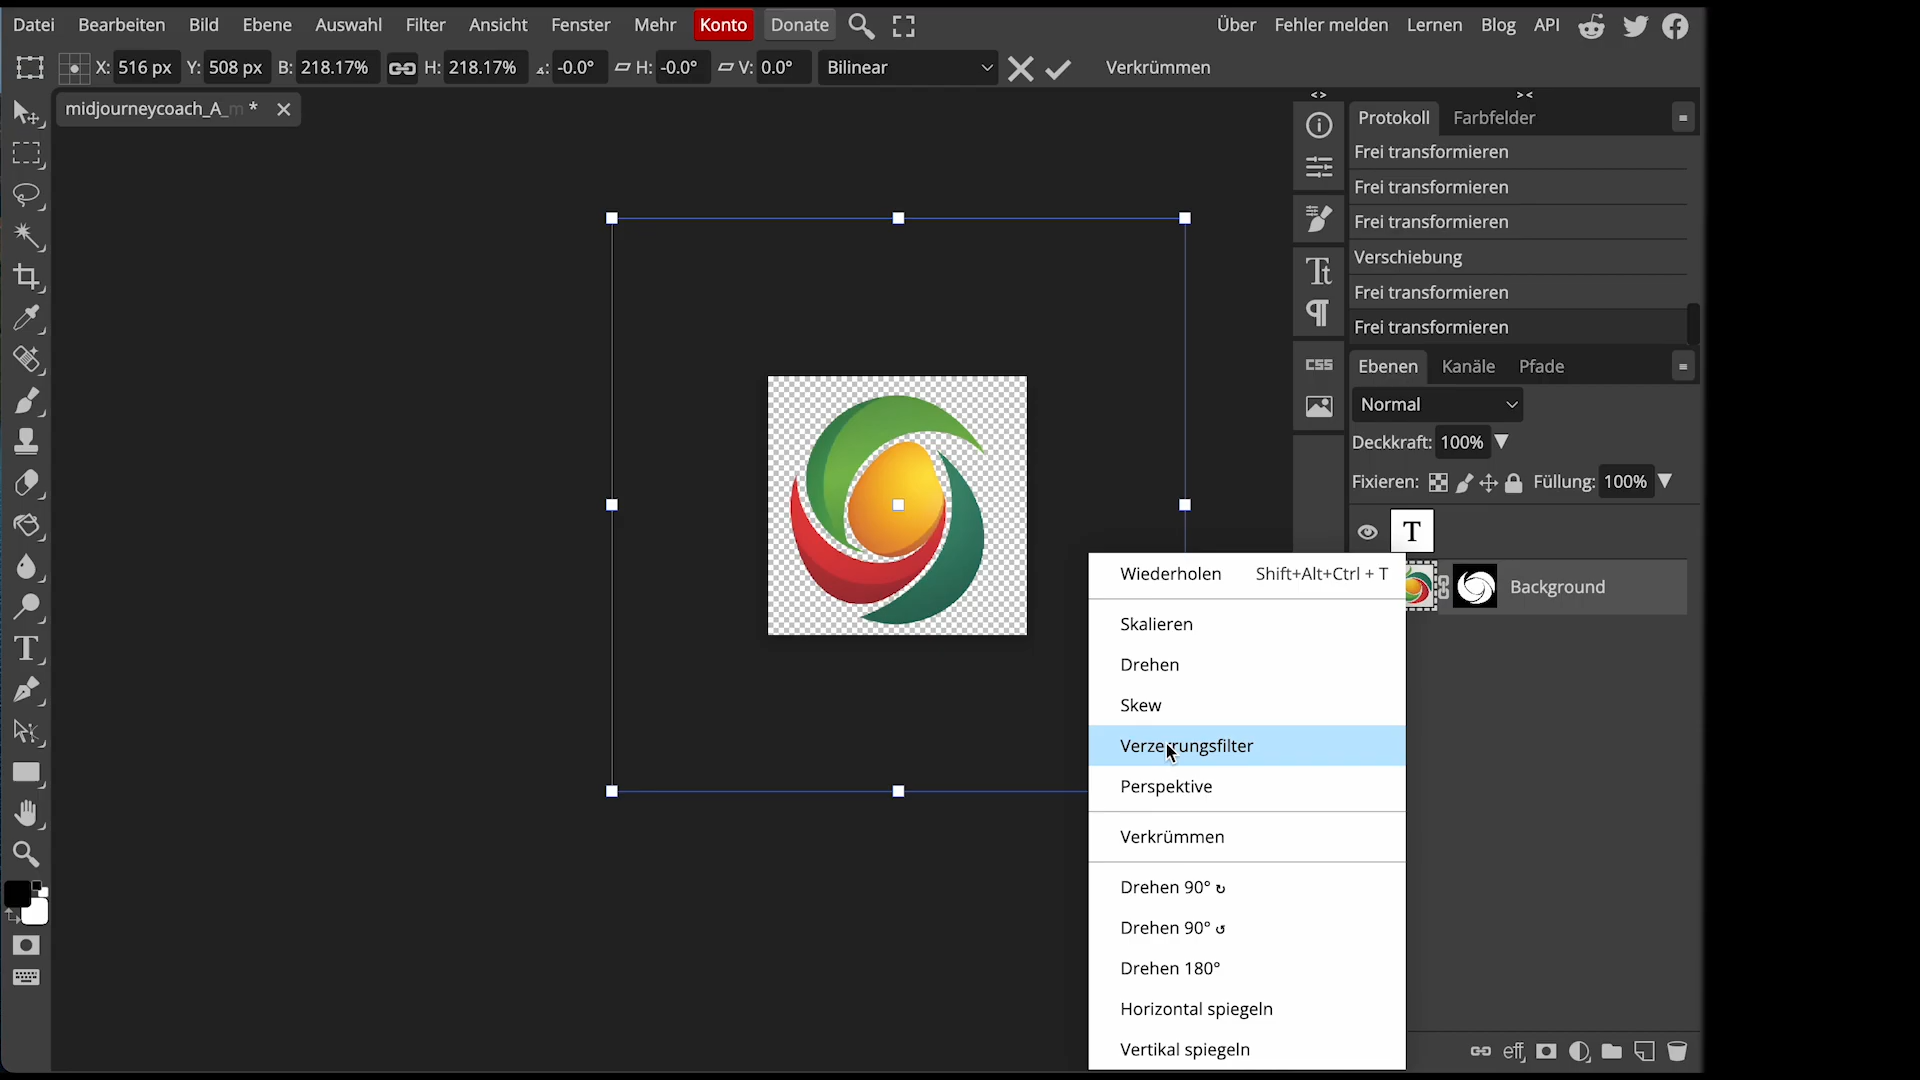 Datei Bearbeiten Bild Ebene Auswahl Filter Ansicht Fenster Mehr Konto Donate Über Fehler melden Lernen Blog API
X: 516 px Y: 508 px B: 218.17% H: 218.17% -0.0° H: -0.0° V: 0.0° Bilinear Verkrümmen
midjourneycoach_A_m *
Protokoll Farbfelder
Frei transformieren
Frei transformieren
Frei transformieren
Verschiebung
Frei transformieren
Frei transformieren
CSS
Ebenen Kanäle Pfade
Normal
Deckkraft: 100%
Fixieren: Füllung: 100%
T
Background
Wiederholen Shift+Alt+Ctrl + T
Skalieren
Drehen
Skew
Verzerrungsfilter
Perspektive
Verkrümmen
Drehen 90° ↻
Drehen 90° ↺
Drehen 180°
Horizontal spiegeln
Vertikal spiegeln
eff